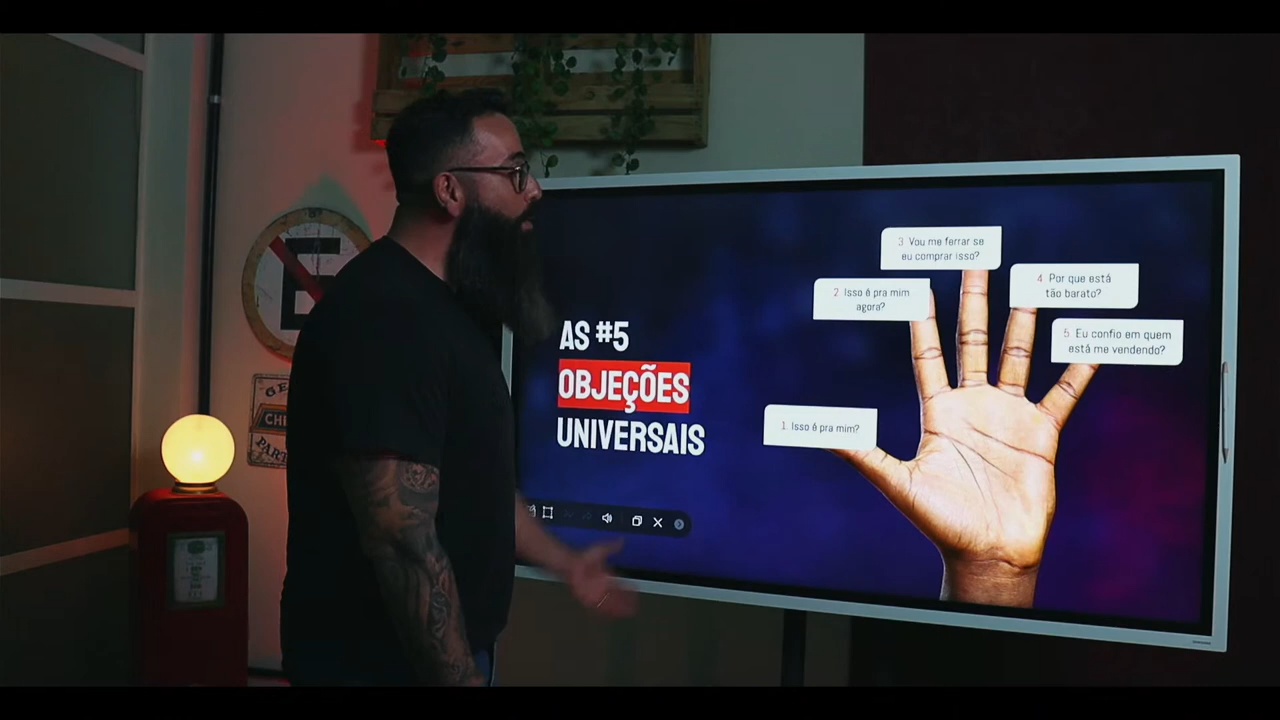 AS #5
OBJEÇÕES
UNIVERSAIS
1. Isso é pra mim?
2 Isso é pra mim
agora?
3 Vou me ferrar se
eu comprar isso?
4 Por que está
tão barato?
5 Eu confio em quem
está me vendendo?
E